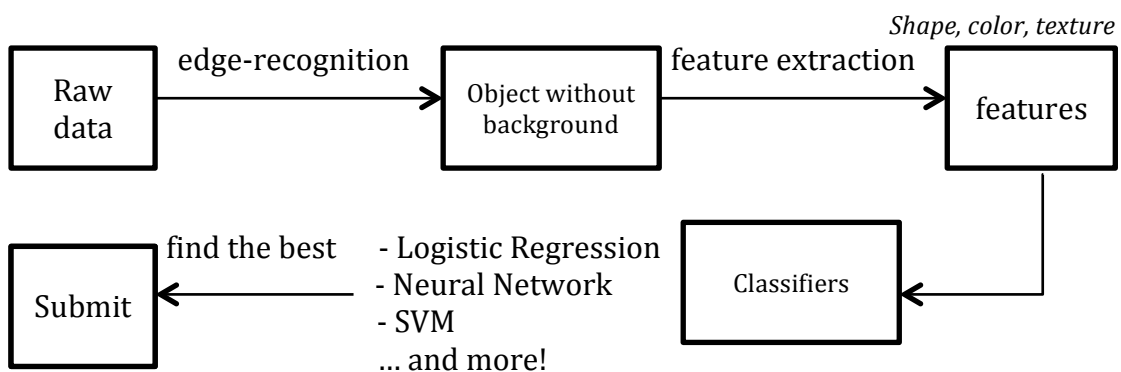 Shape, color, texture
edge-recognition
feature extraction
Raw
data
Object without
background
features
find the best
- Logistic Regression
- Neural Network
- SVM
... and more!
Classifiers
Submit